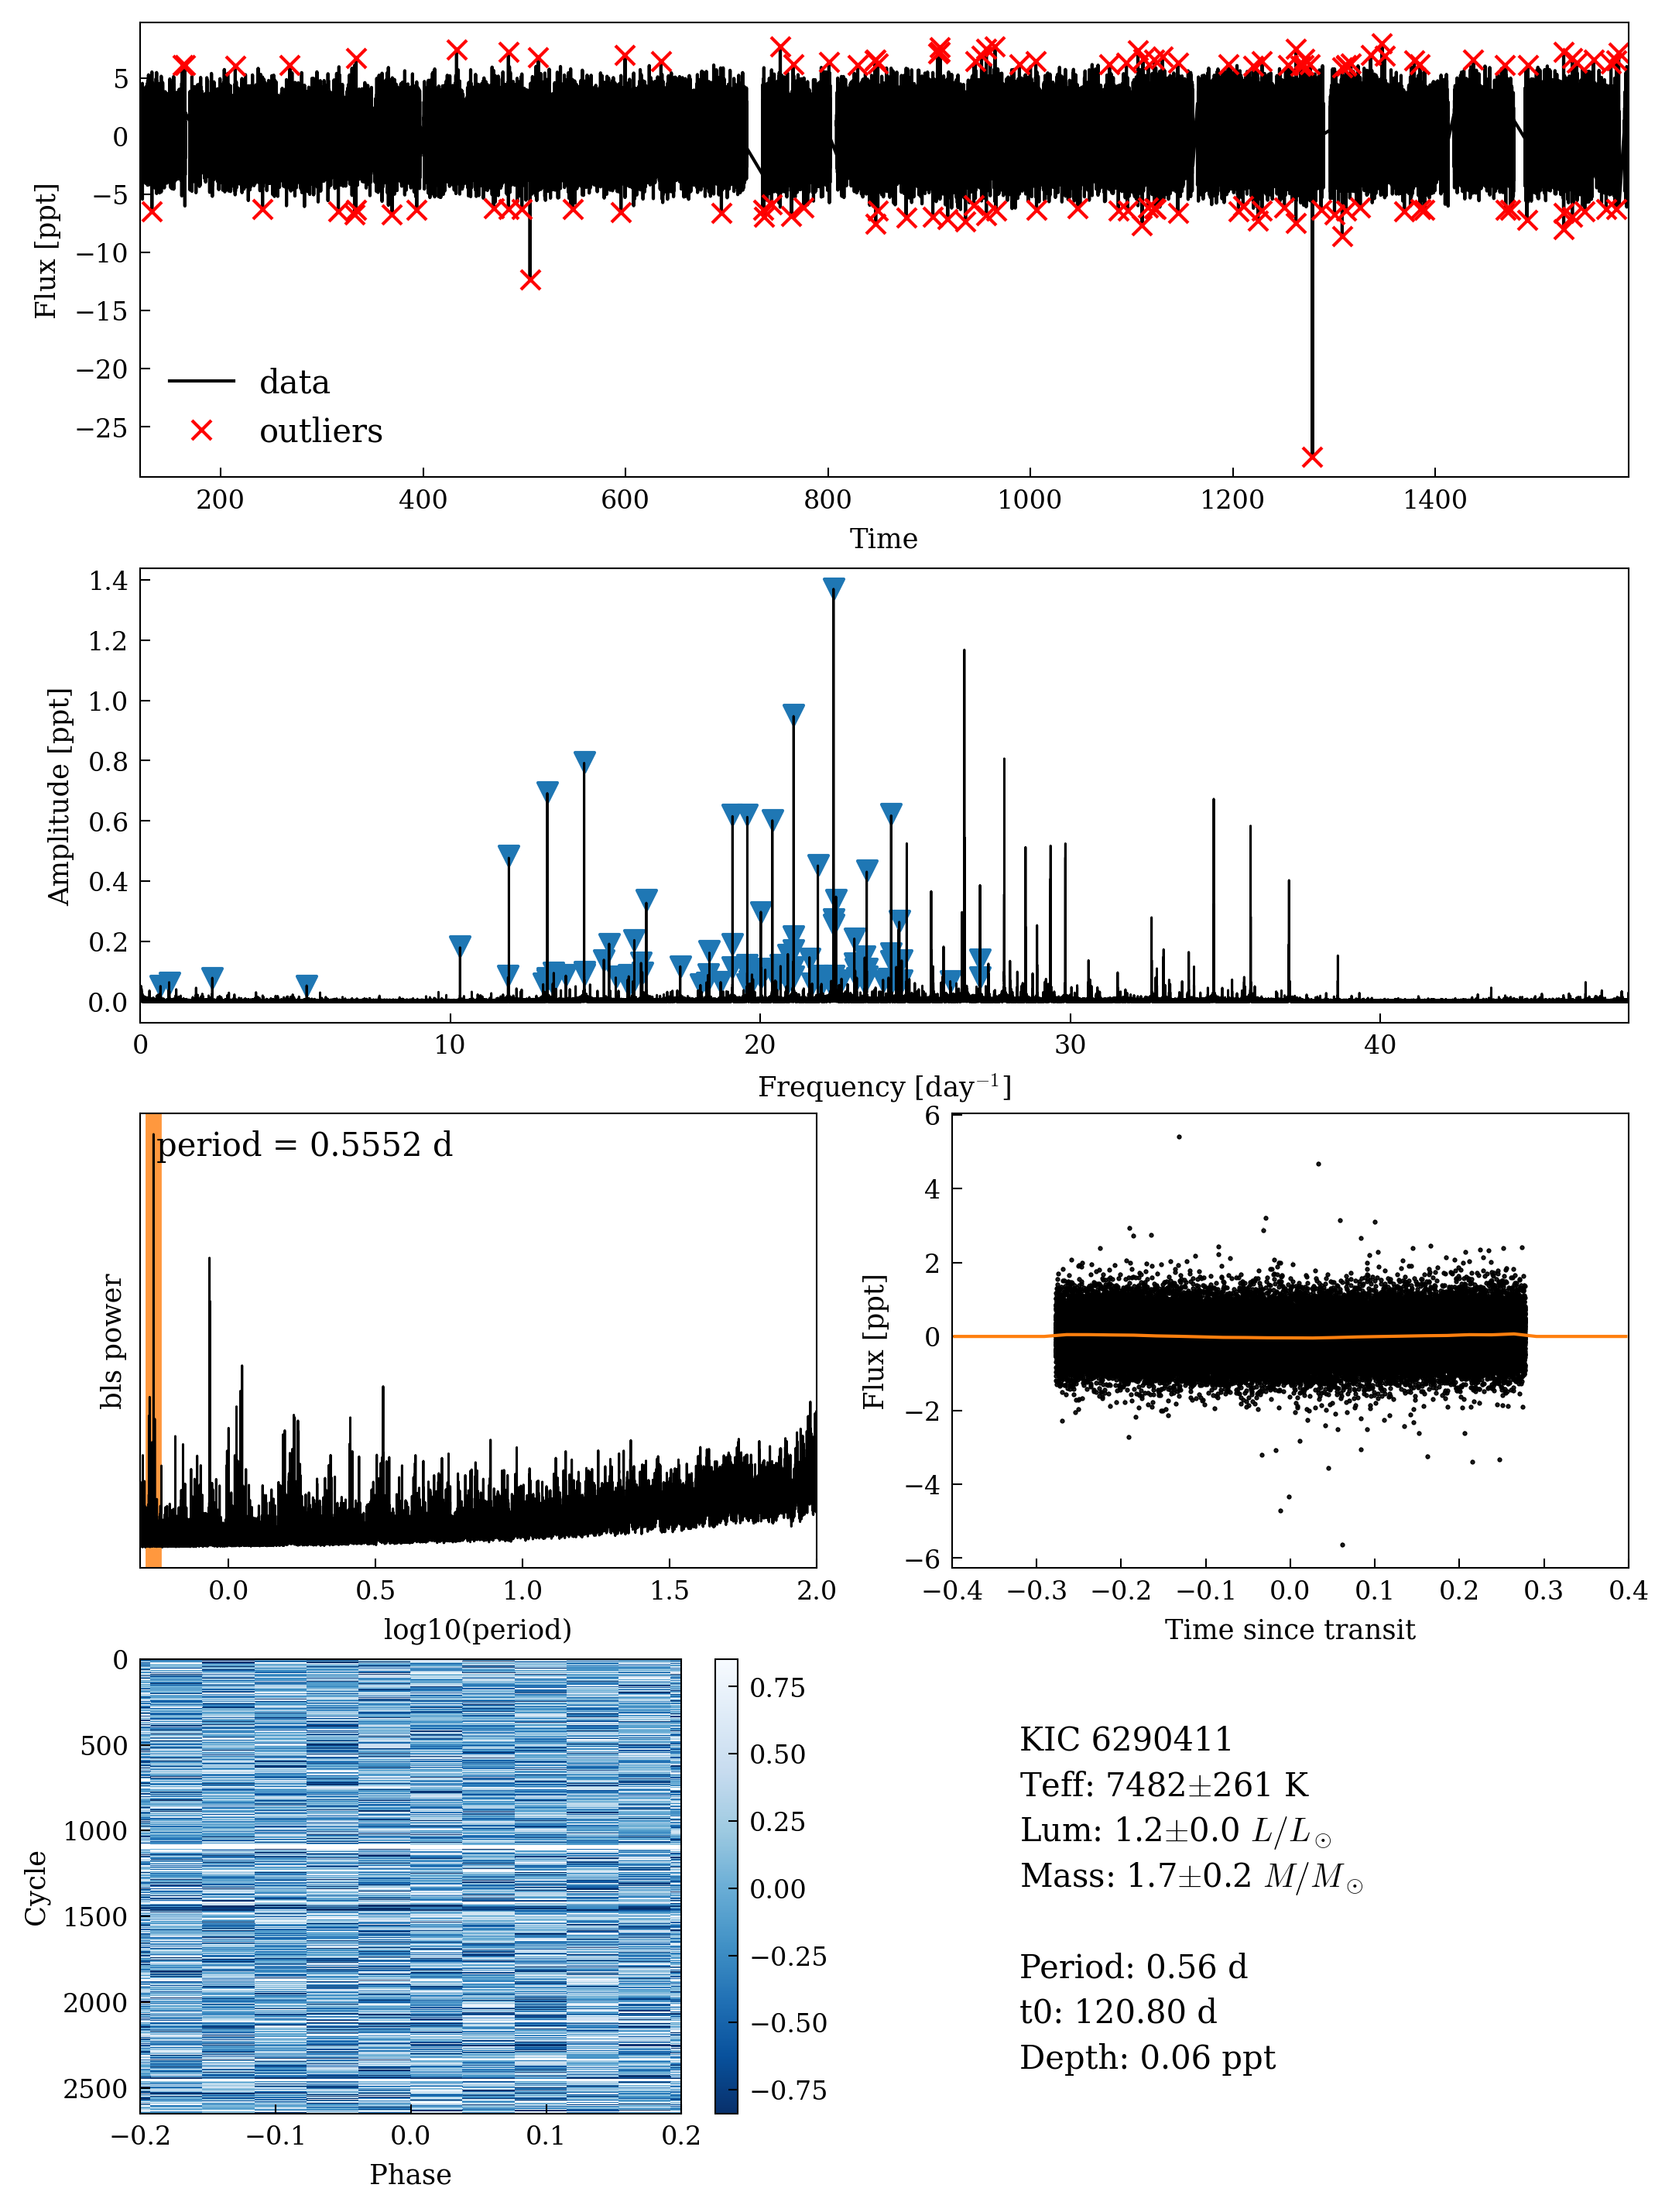 5
0
−5
−10
−15
−20
−25
Flux [ppt]
data
outliers
200 400 600 800 1000 1200 1400
Time
1.4
1.2
1.0
0.8
0.6
0.4
0.2
0.0
Amplitude [ppt]
0 10 20 30 40
Frequency [day⁻¹]
period = 0.5552 d
bls power
0.0 0.5 1.0 1.5 2.0
log10(period)
6
4
2
0
−2
−4
−6
Flux [ppt]
−0.4 −0.3 −0.2 −0.1 0.0 0.1 0.2 0.3 0.4
Time since transit
0
500
1000
1500
2000
2500
Cycle
−0.2 −0.1 0.0 0.1 0.2
Phase
0.75
0.50
0.25
0.00
−0.25
−0.50
−0.75
KIC 6290411
Teff: 7482±261 K
Lum: 1.2±0.0 L/L☉
Mass: 1.7±0.2 M/M☉
Period: 0.56 d
t0: 120.80 d
Depth: 0.06 ppt